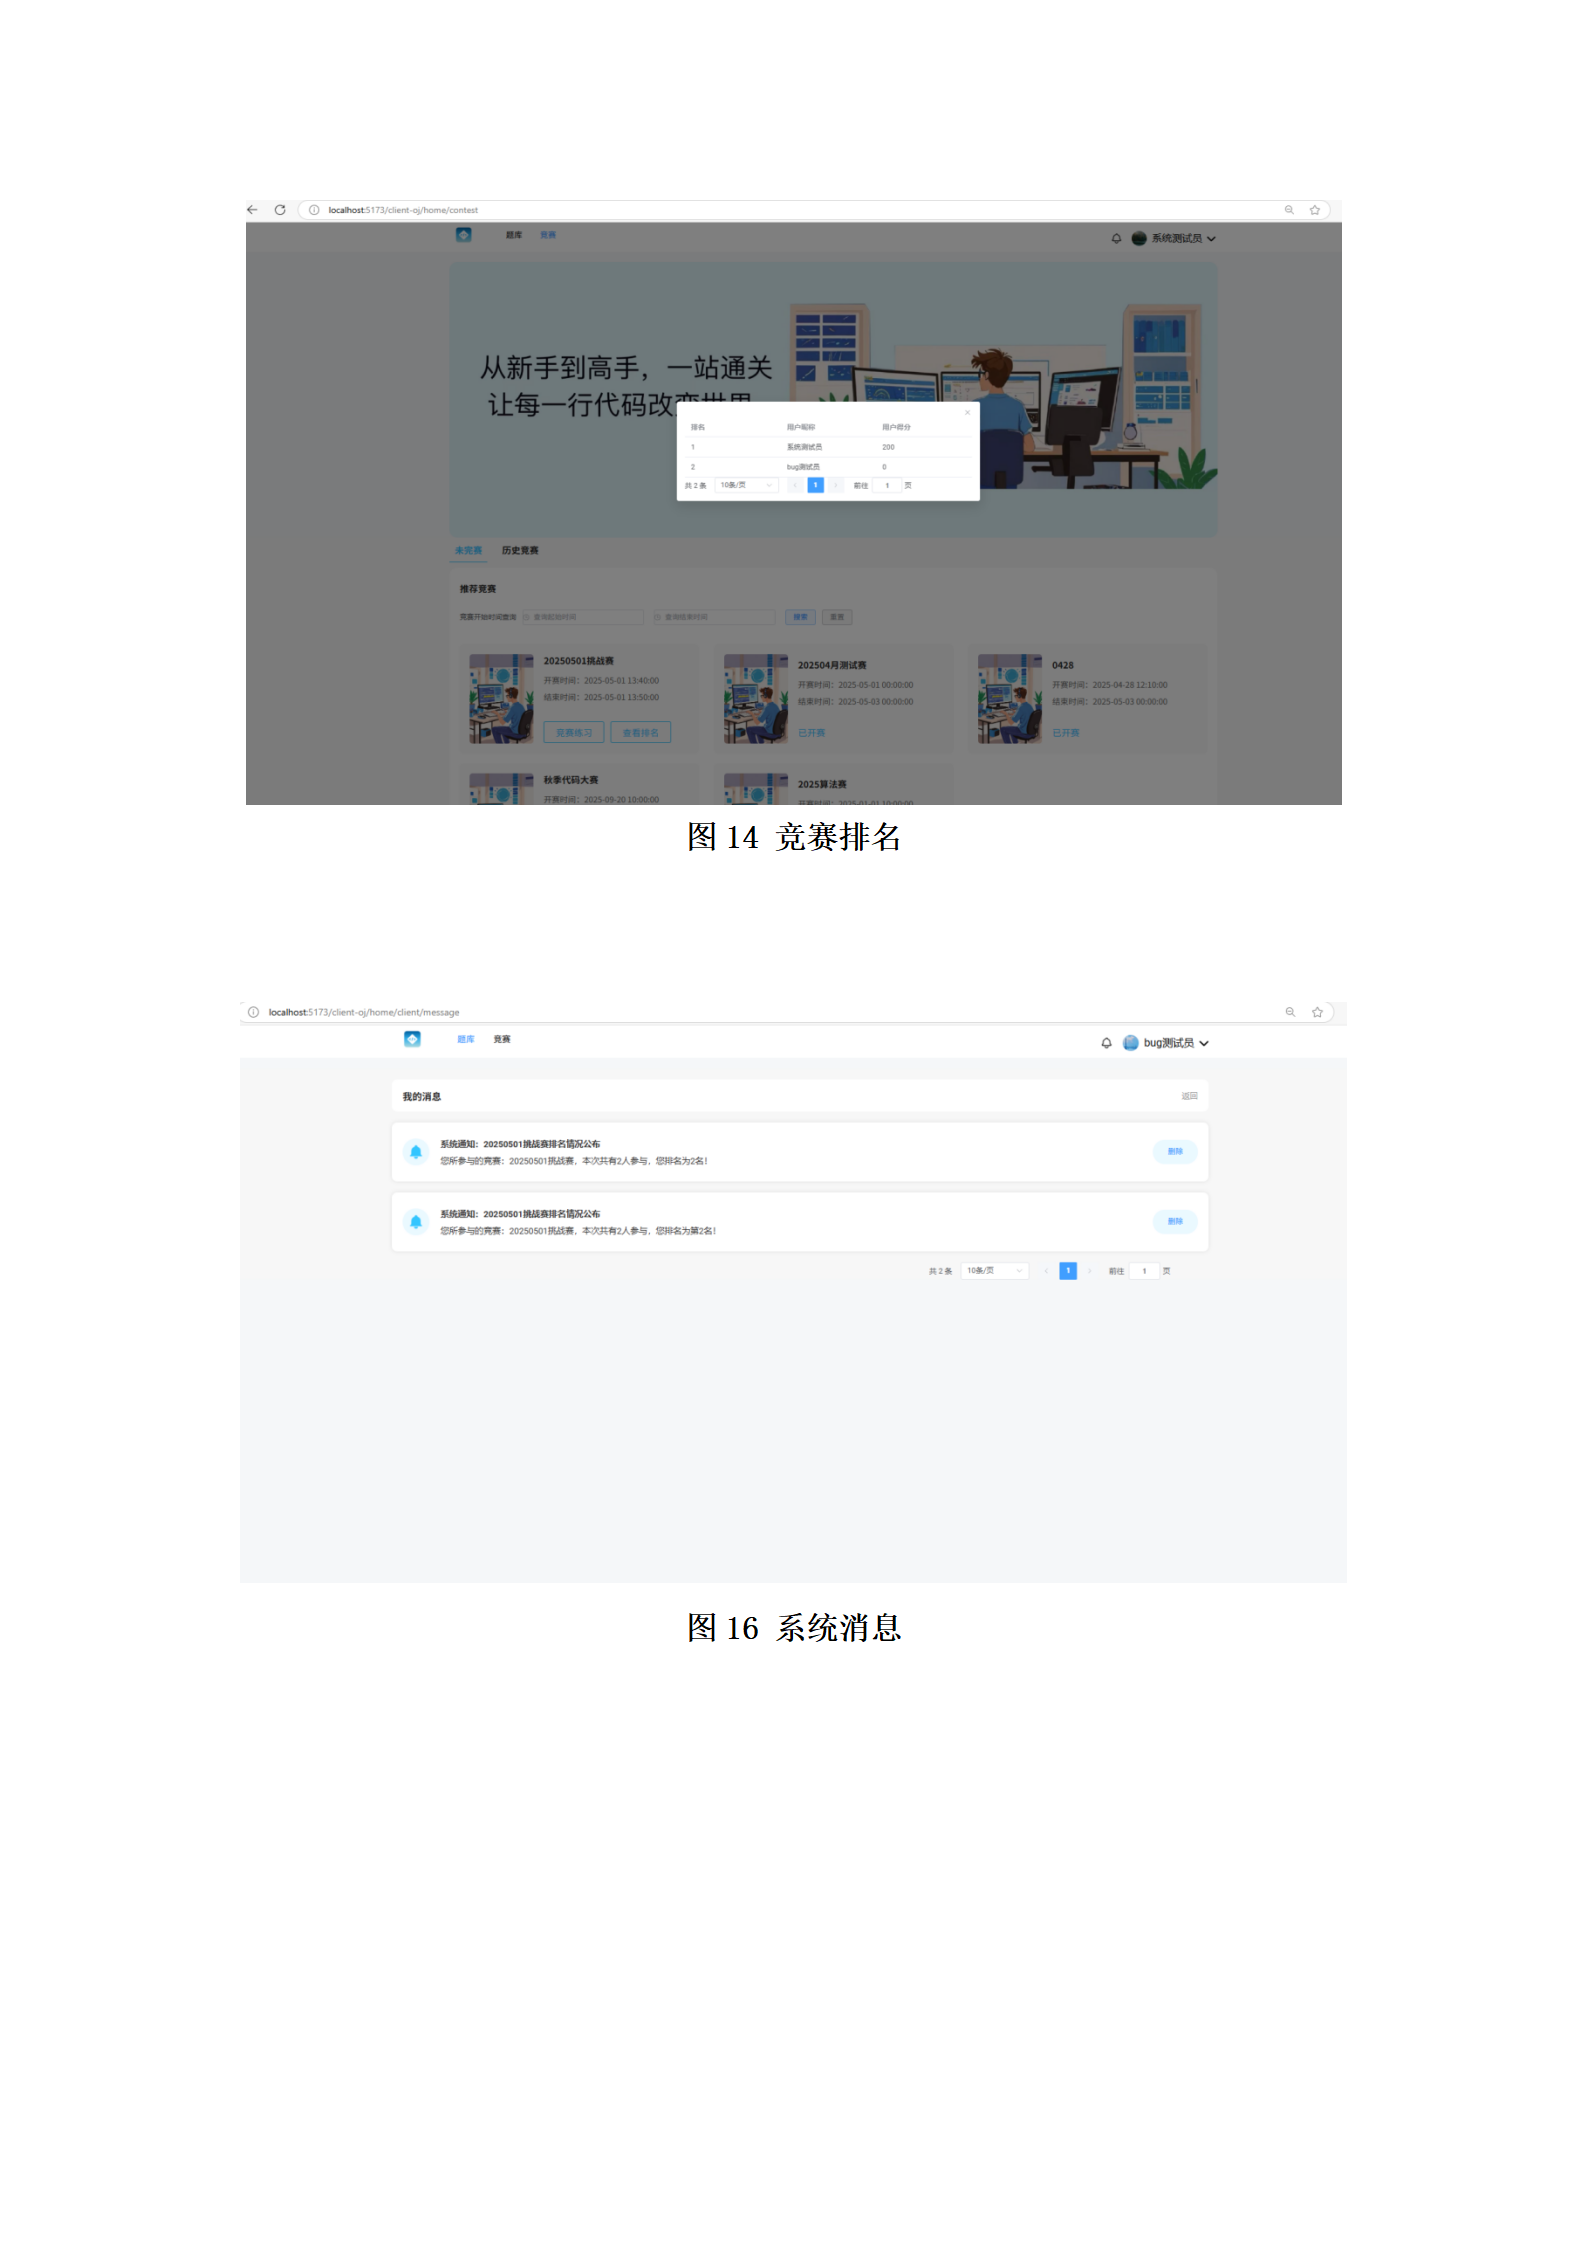 localhost:5173/client-oj/home/contest
题库 竞赛 系统测试员
从新手到高手，一站通关
让每一行代码改变世界
排名 用户昵称 用户得分
1 系统测试员 200
2 bug测试员 0
共 2 条 10条/页 1 前往 1 页
未完赛 历史竞赛
推荐竞赛
竞赛开始时间查询 查询起始时间 查询结束时间 搜索 重置
20250501挑战赛
开赛时间：2025-05-01 13:40:00
结束时间：2025-05-01 13:50:00
竞赛练习 查看排名
202504月测试赛
开赛时间：2025-05-01 00:00:00
结束时间：2025-05-03 00:00:00
已开赛
0428
开赛时间：2025-04-28 12:10:00
结束时间：2025-05-03 00:00:00
已开赛
秋季代码大赛
开赛时间：2025-09-20 10:00:00
2025算法赛
开赛时间：2025-01-01 10:00:00
图 14 竞赛排名
localhost:5173/client-oj/home/client/message
题库 竞赛 bug测试员
我的消息 返回
系统通知：20250501挑战赛排名情况公布
您所参与的竞赛：20250501挑战赛，本次共有2人参与，您排名为2名！
删除
系统通知：20250501挑战赛排名情况公布
您所参与的竞赛：20250501挑战赛，本次共有2人参与，您排名为第2名！
删除
共 2 条 10条/页 1 前往 1 页
图 16 系统消息